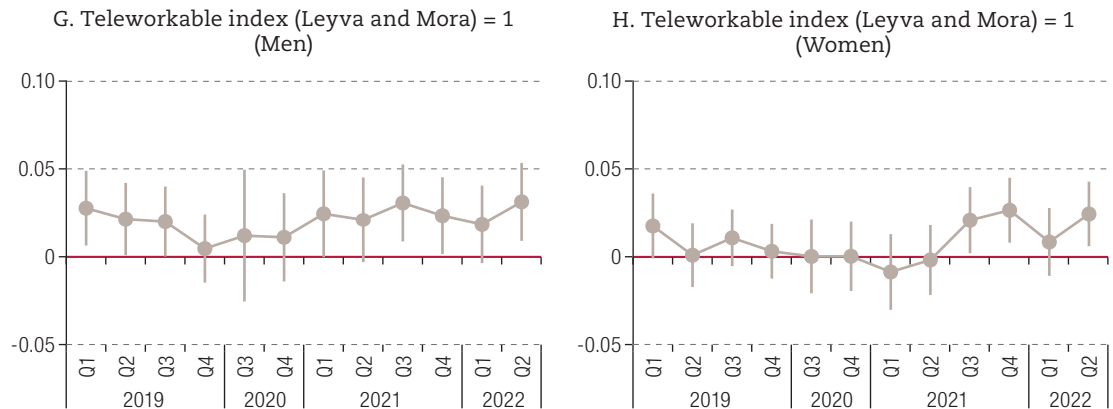 G. Teleworkable index (Leyva and Mora) = 1
(Men)
0.10
0.05
0
-0.05
Q1 Q2 Q3 Q4 Q3 Q4 Q1 Q2 Q3 Q4 Q1 Q2
2019 2020 2021 2022
H. Teleworkable index (Leyva and Mora) = 1
(Women)
0.10
0.05
0
-0.05
Q1 Q2 Q3 Q4 Q3 Q4 Q1 Q2 Q3 Q4 Q1 Q2
2019 2020 2021 2022